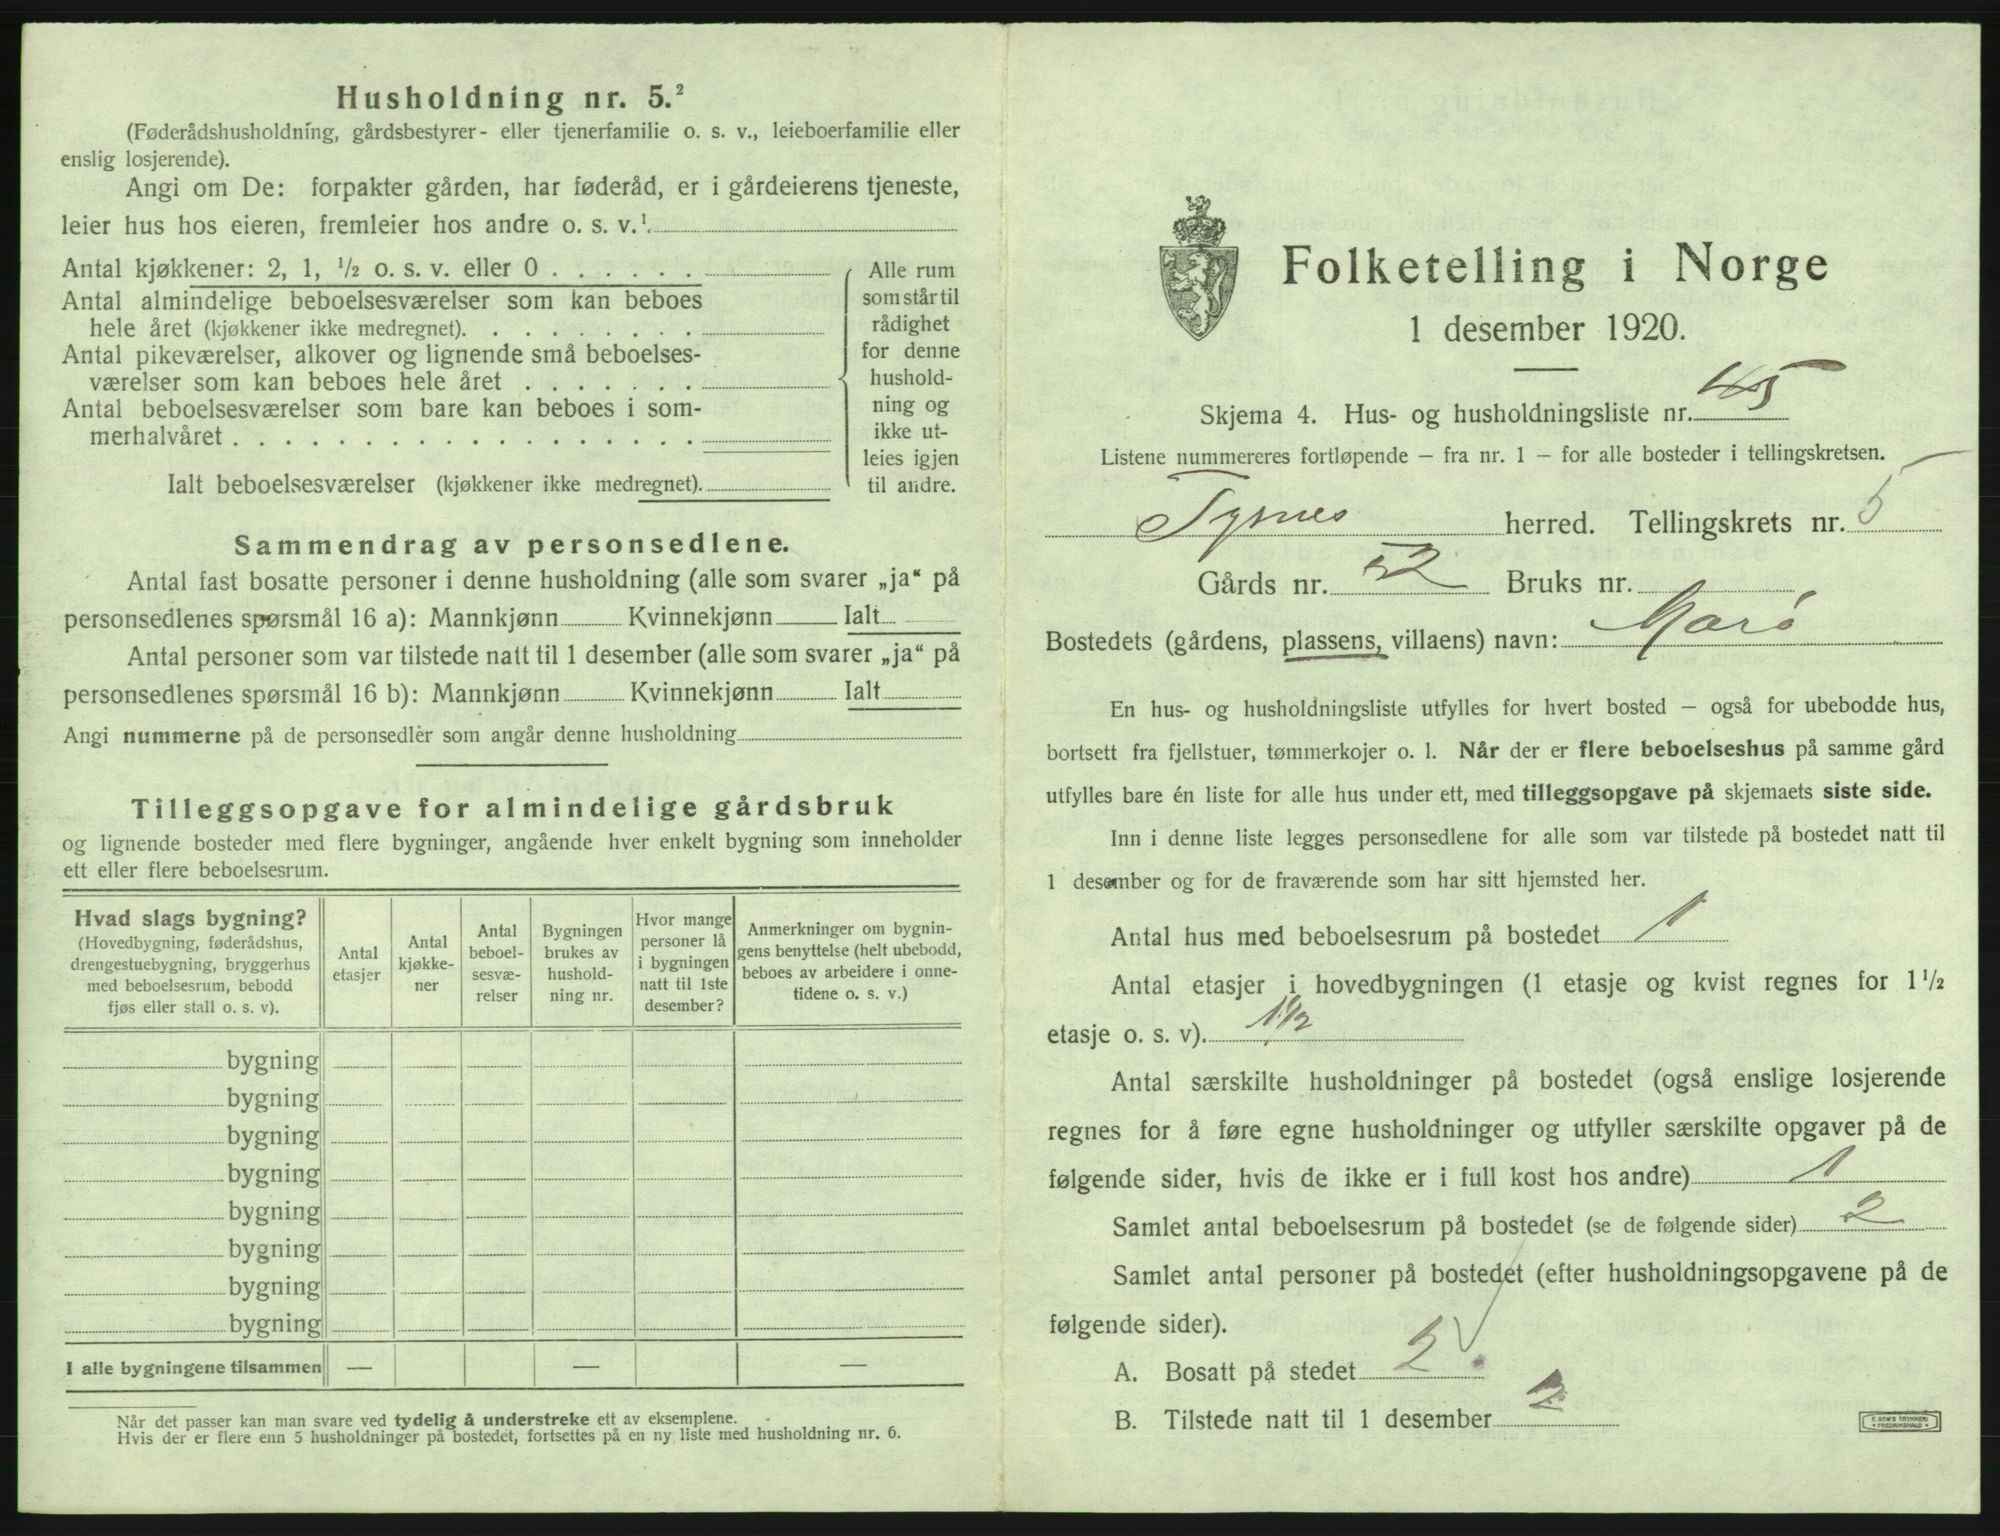 Husholdning nr. 5.²
(Føderådshusholdning, gårdsbestyrer- eller tjenerfamilie o. s. v., leieboerfamilie eller
enslig losjerende).
Angi om De: forpakter gården, har føderåd, er i gårdeierens tjeneste,
leier hus hos eieren, fremleier hos andre o. s. v.¹
Antal kjøkkener: 2, 1, ½ o. s. v. eller 0
Antal almindelige beboelsesværelser som kan beboes
hele året (kjøkkener ikke medregnet).
Antal pikeværelser, alkover og lignende små beboelses-
værelser som kan beboes hele året
Antal beboelsesværelser som bare kan beboes i som-
merhalvåret
Ialt beboelsesværelser (kjøkkener ikke medregnet).
Alle rum
som står til
rådighet
for denne
hushold-
ning og
ikke ut-
leies igjen
til andre.
Sammendrag av personsedlene.
Antal fast bosatte personer i denne husholdning (alle som svarer „ja“ på
personsedlenes spørsmål 16 a): Mannkjønn Kvinnekjønn Ialt
Antal personer som var tilstede natt til 1 desember (alle som svarer „ja“ på
personsedlenes spørsmål 16 b): Mannkjønn Kvinnekjønn Ialt
Angi nummerne på de personsedler som angår denne husholdning
Tilleggsopgave for almindelige gårdsbruk
og lignende bosteder med flere bygninger, angående hver enkelt bygning som inneholder
ett eller flere beboelsesrum.
Hvad slags bygning?
(Hovedbygning, føderådshus,
drengestuebygning, bryggerhus
med beboelsesrum, bebodd
fjøs eller stall o. s. v).
Antal
etasjer
Antal
kjøkke-
ner
Antal
beboel-
sesvæ-
relser
Bygningen
brukes av
hushold-
ning nr.
Hvor mange
personer lå
i bygningen
natt til 1ste
desember?
Anmerkninger om bygnin-
gens benyttelse (helt ubebodd,
beboes av arbeidere i onne-
tidene o. s. v.)
bygning
bygning
bygning
bygning
bygning
bygning
bygning
bygning
I alle bygningene tilsammen — — —
Når det passer kan man svare ved tydelig å understreke ett av eksemplene.
Hvis der er flere enn 5 husholdninger på bostedet, fortsettes på en ny liste med husholdning nr. 6.
Folketelling i Norge
1 desember 1920.
Skjema 4. Hus- og husholdningsliste nr.
Listene nummereres fortløpende – fra nr. 1 – for alle bosteder i tellingskretsen.
Tysnes herred. Tellingskrets nr. 5
Gårds nr. 52 Bruks nr.
Bostedets (gårdens, plassens, villaens) navn: Marø
En hus- og husholdningsliste utfylles for hvert bosted – også for ubebodde hus,
bortsett fra fjellstuer, tømmerkojer o. l. Når der er flere beboelseshus på samme gård
utfylles bare én liste for alle hus under ett, med tilleggsopgave på skjemaets siste side.
Inn i denne liste legges personsedlene for alle som var tilstede på bostedet natt til
1 desember og for de fraværende som har sitt hjemsted her.
Antal hus med beboelsesrum på bostedet 1
Antal etasjer i hovedbygningen (1 etasje og kvist regnes for 1½
etasje o. s. v). 1½
Antal særskilte husholdninger på bostedet (også enslige losjerende
regnes for å føre egne husholdninger og utfyller særskilte opgaver på de
følgende sider, hvis de ikke er i full kost hos andre) 1
Samlet antal beboelsesrum på bostedet (se de følgende sider) 2
Samlet antal personer på bostedet (efter husholdningsopgavene på de
følgende sider).
A. Bosatt på stedet 2
B. Tilstede natt til 1 desember 2
E. SEM'S TRYKKERI
FREDRIKSHALD